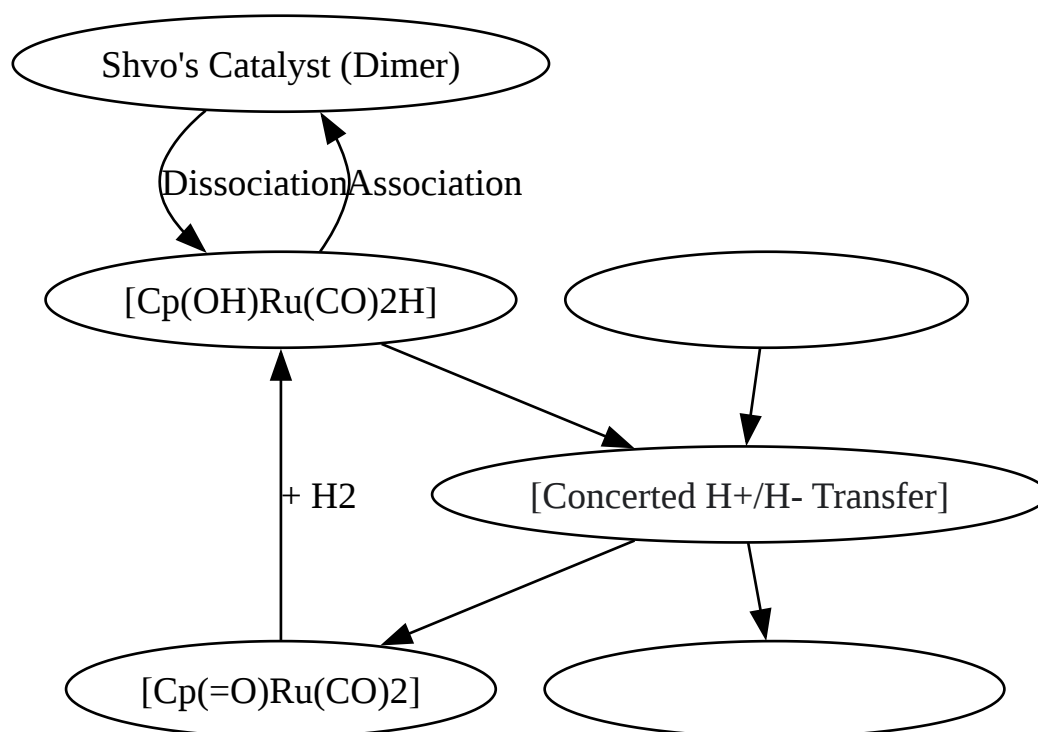 Shvo's Catalyst (Dimer)
Dissociation
Association
[Cp(OH)Ru(CO)2H]
[Concerted H+/H- Transfer]
+ H2
[Cp(=O)Ru(CO)2]